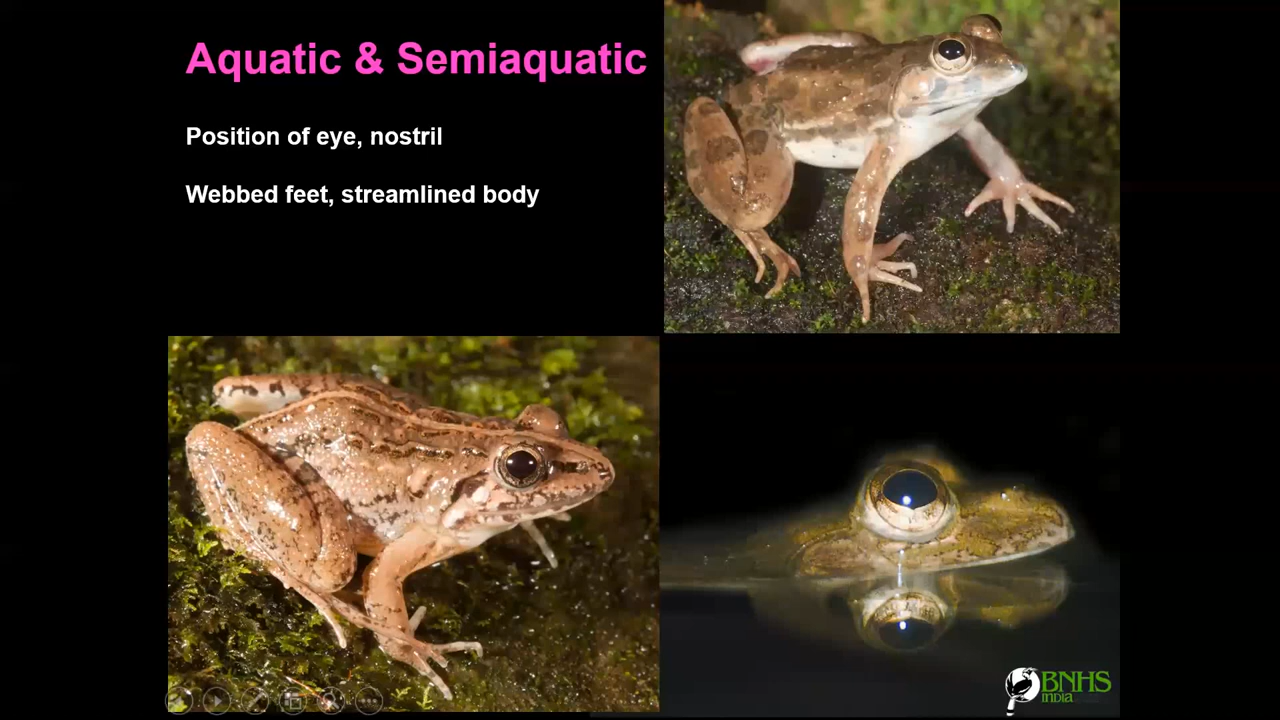 Aquatic & Semiaquatic
Position of eye, nostril
Webbed feet, streamlined body
BNHS
INDIA